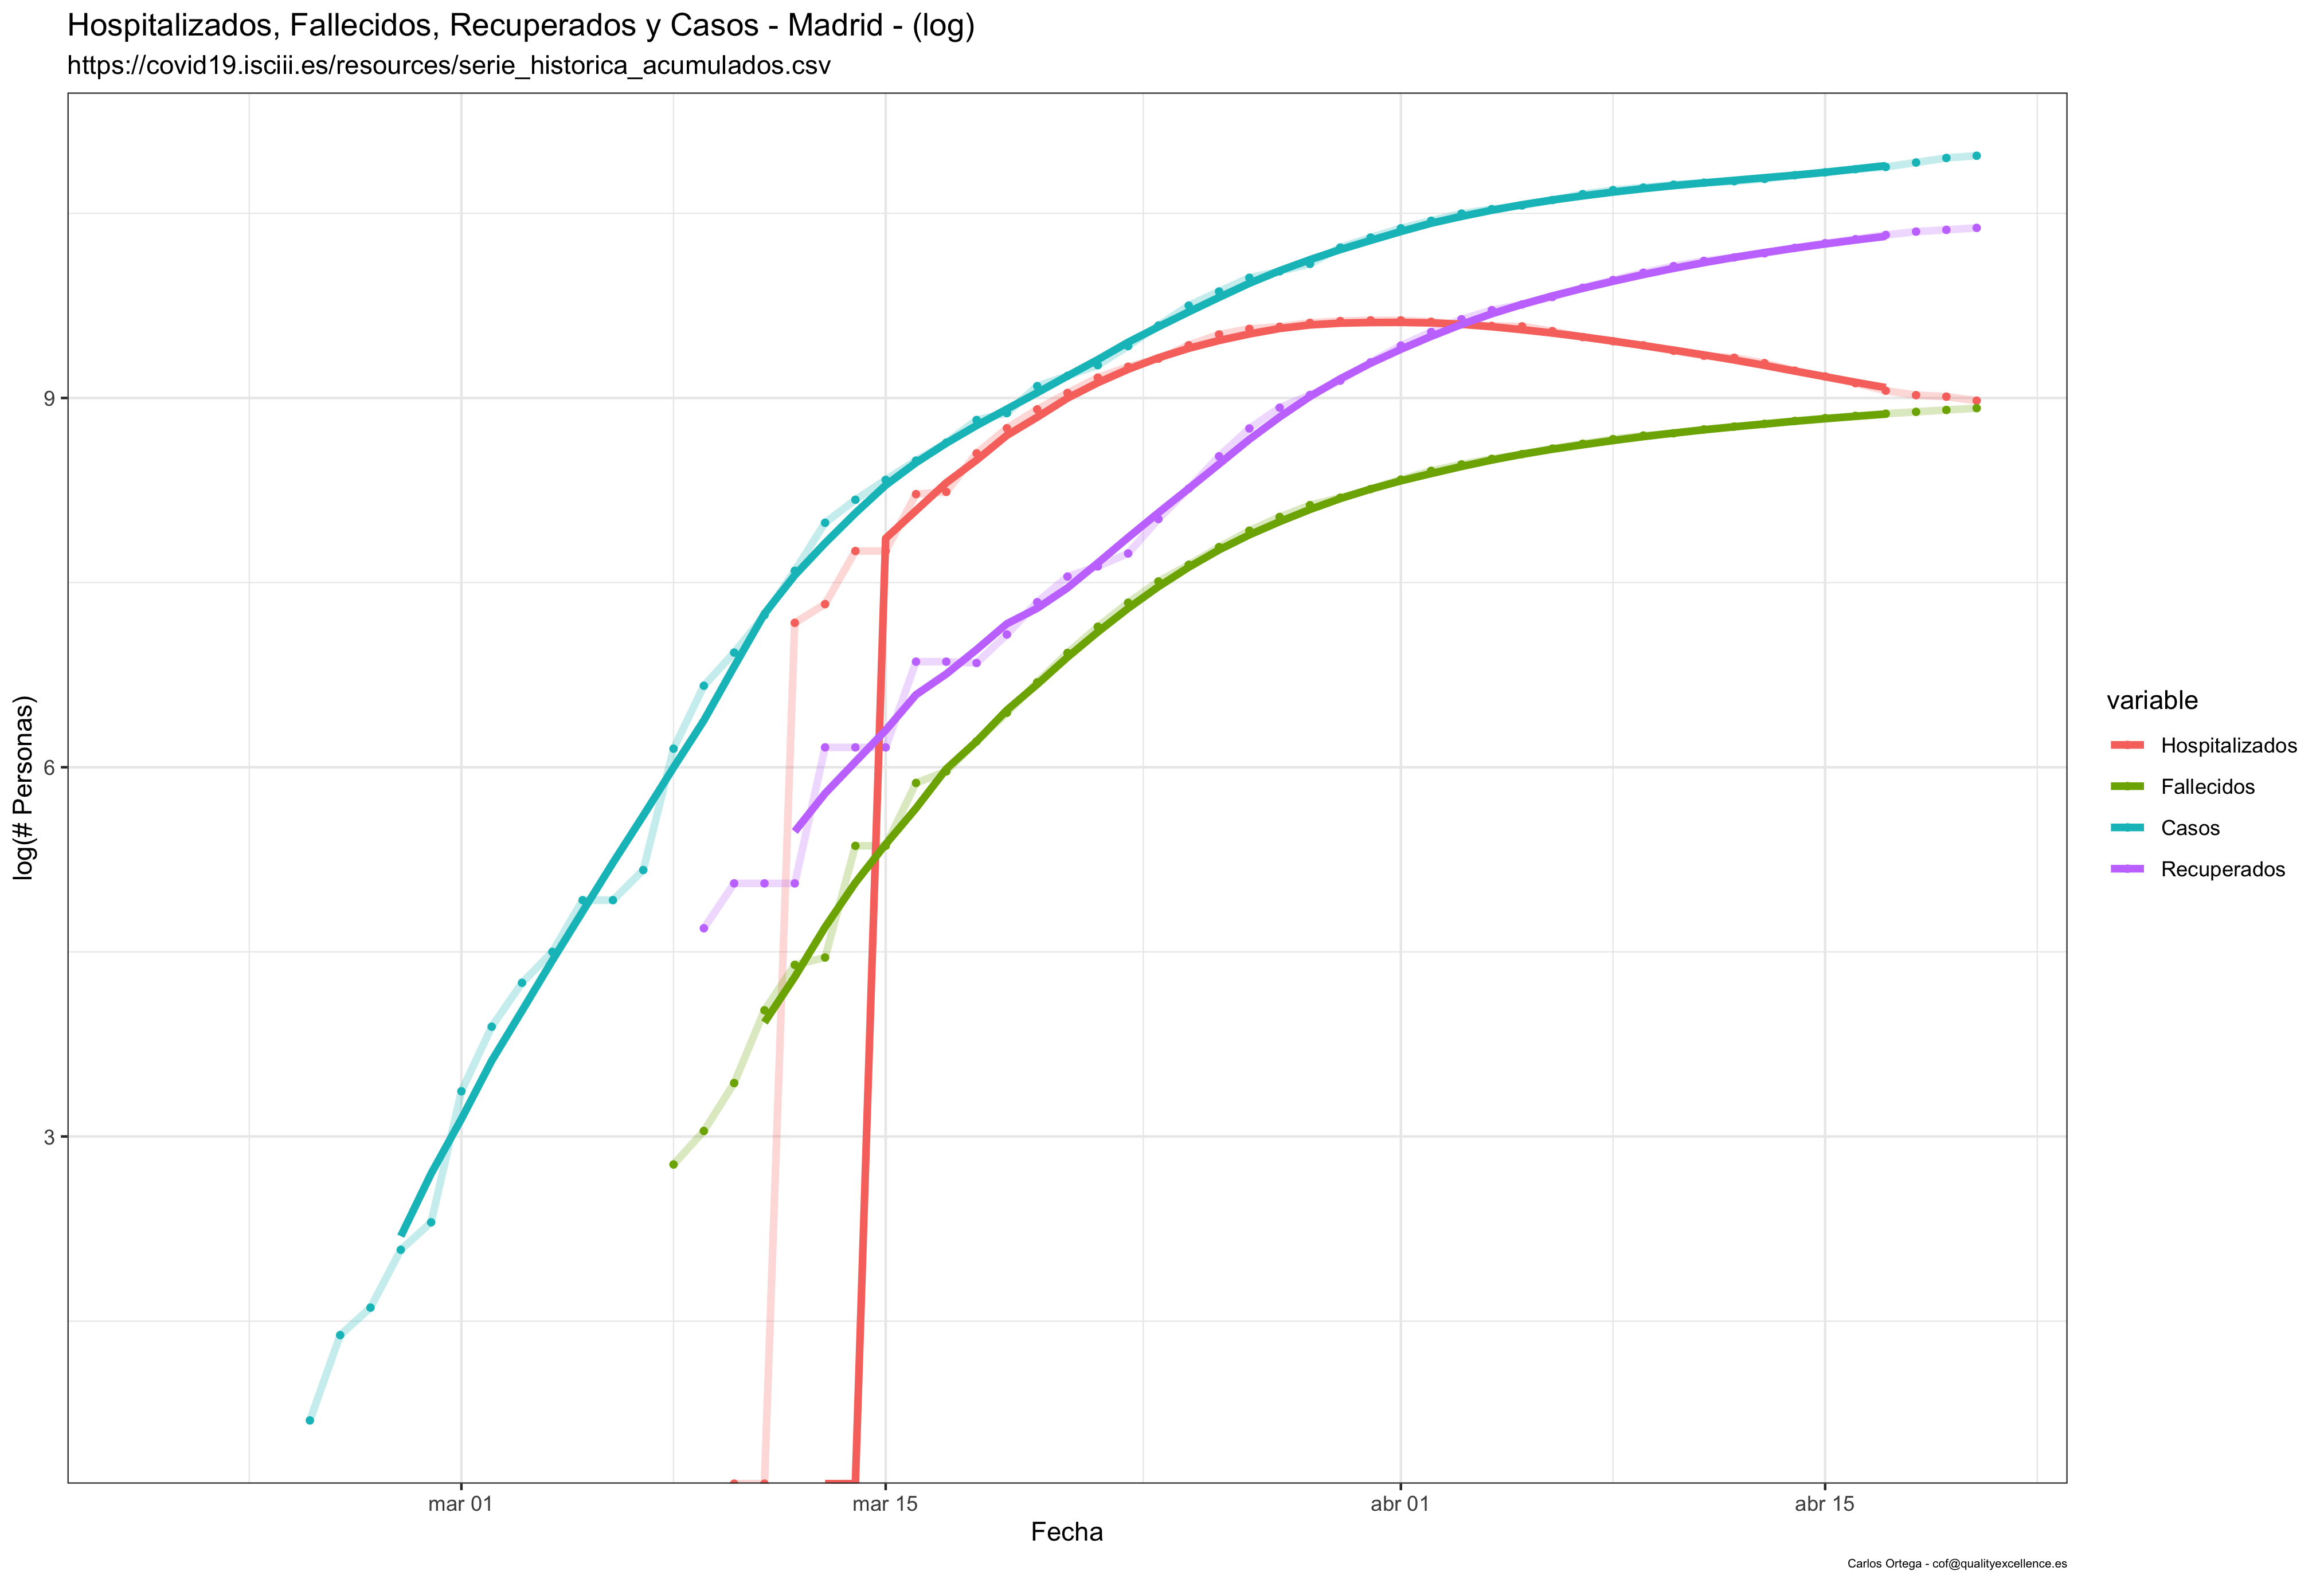 Hospitalizados, Fallecidos, Recuperados y Casos - Madrid - (log)
https://covid19.isciii.es/resources/serie_historica_acumulados.csv
log(# Personas)
9
6
3
mar 01
mar 15
abr 01
abr 15
Fecha
variable
Hospitalizados
Fallecidos
Casos
Recuperados
Carlos Ortega - cof@qualityexcellence.es